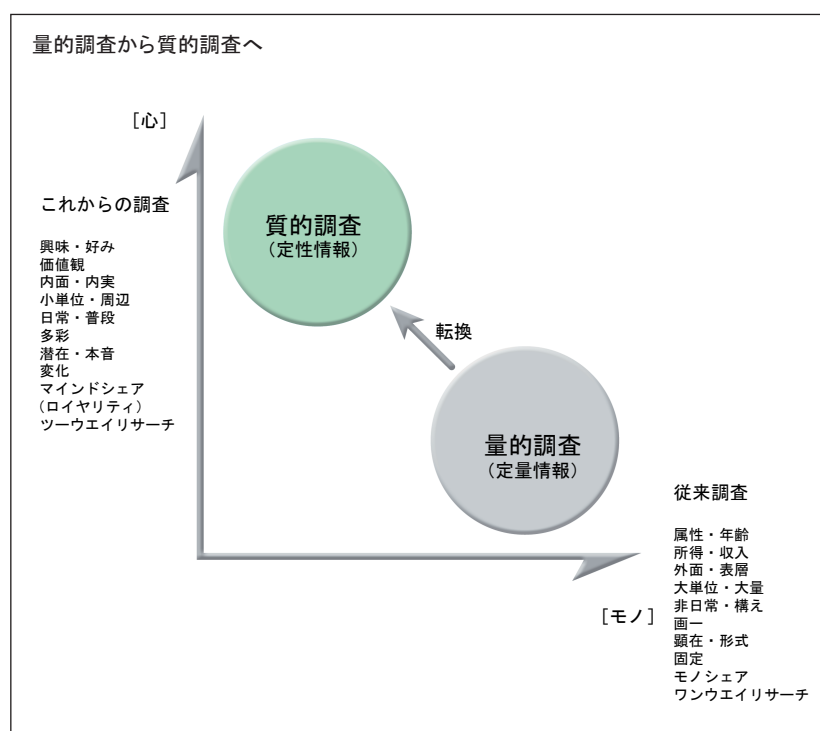 量的調査から質的調査へ
[心]
これからの調査
興味・好み
価値観
内面・内実
小単位・周辺
日常・普段
多彩
潜在・本音
変化
マインドシェア
(ロイヤリティ)
ツーウエイリサーチ
質的調査
(定性情報)
転換
量的調査
(定量情報)
従来調査
属性・年齢
所得・収入
外面・表層
大単位・大量
非日常・構え
画一
顕在・形式
固定
モノシェア
ワンウエイリサーチ
[モノ]